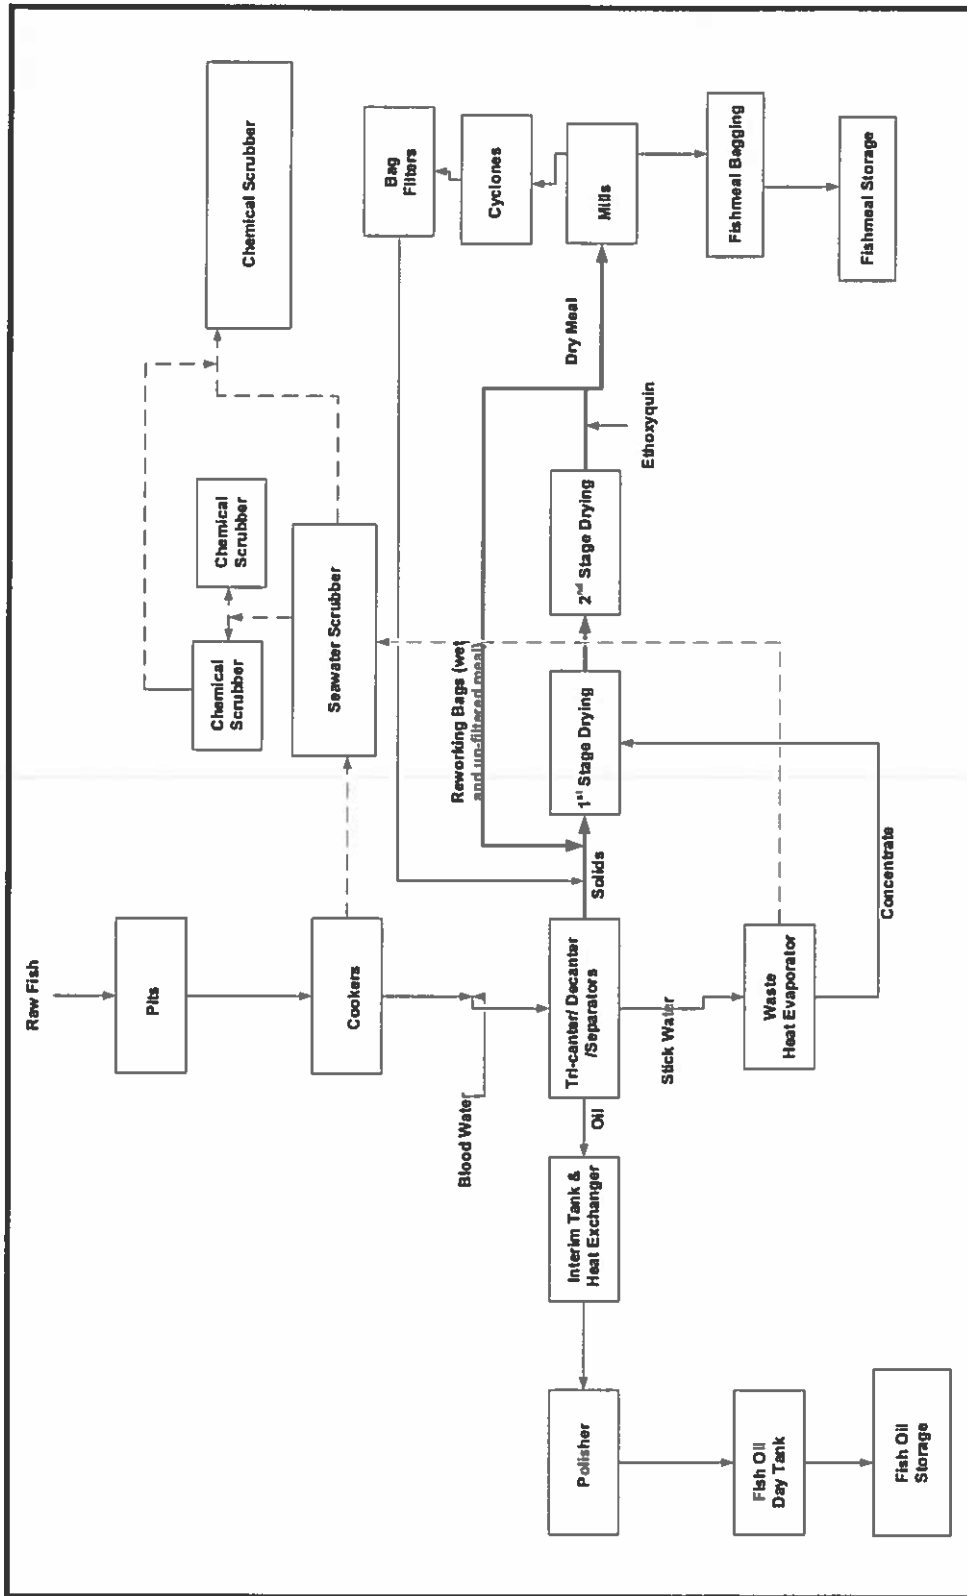 Raw Fish
Pits
Cookers
Blood Water
Tri-canter/ Decanter
/Separators
Oil
Interim Tank &
Heat Exchanger
Polisher
Fish Oil
Day Tank
Fish Oil
Storage
Stick Water
Waste
Heat Evaporator
Concentrate
Solids
1st Stage Drying
2nd Stage Drying
Ethoxyquin
Reworking Bags (wet
and un-filtered meal)
Dry Meal
Mills
Cyclones
Bag
Filters
Fishmeal Bagging
Fishmeal Storage
Seawater Scrubber
Chemical
Scrubber
Chemical
Scrubber
Chemical Scrubber